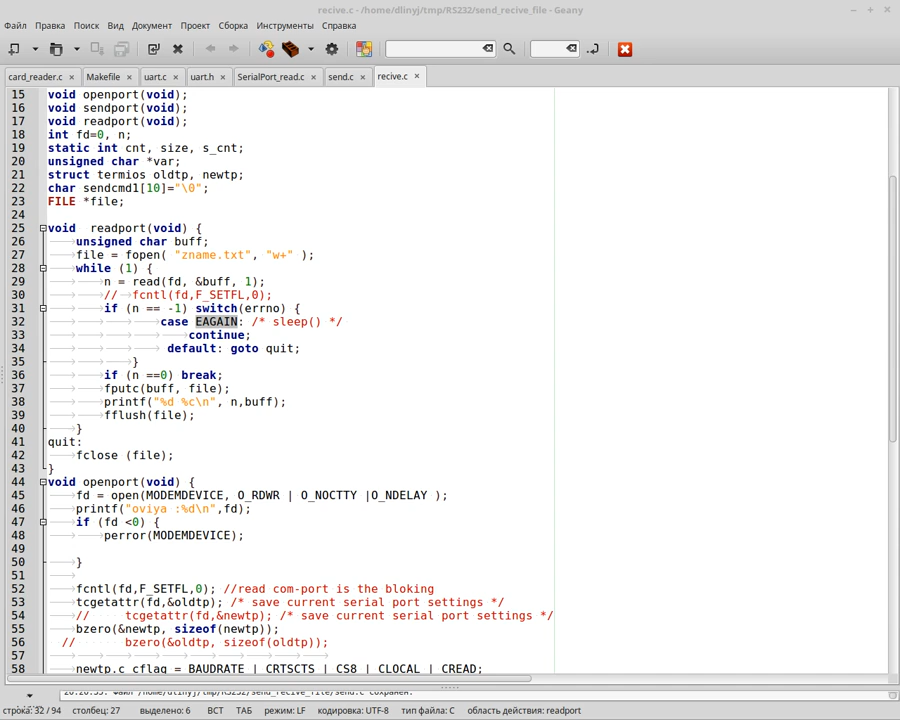 recive.c - /home/dlinyj/tmp/RS232/send_recive_file - Geany
Файл Правка Поиск Вид Документ Проект Сборка Инструменты Справка
card_reader.c Makefile uart.c uart.h SerialPort_read.c send.c recive.c
15 void openport(void);
16 void sendport(void);
17 void readport(void);
18 int fd=0, n;
19 static int cnt, size, s_cnt;
20 unsigned char *var;
21 struct termios oldtp, newtp;
22 char sendcmd1[10]="\0";
23 FILE *file;
24
25 void  readport(void) {
26 unsigned char buff;
27 file = fopen( "zname.txt", "w+" );
28 while (1) {
29 n = read(fd, &buff, 1);
30 // fcntl(fd,F_SETFL,0);
31 if (n == -1) switch(errno) {
32 case EAGAIN: /* sleep() */
33 continue;
34 default: goto quit;
35 }
36 if (n ==0) break;
37 fputc(buff, file);
38 printf("%d %c\n", n,buff);
39 fflush(file);
40 }
41 quit:
42 fclose (file);
43 }
44 void openport(void) {
45 fd = open(MODEMDEVICE, O_RDWR | O_NOCTTY |O_NDELAY );
46 printf("oviya :%d\n",fd);
47 if (fd <0) {
48 perror(MODEMDEVICE);
49
50 }
51
52 fcntl(fd,F_SETFL,0); //read com-port is the bloking
53 tcgetattr(fd,&oldtp); /* save current serial port settings */
54 // tcgetattr(fd,&newtp); /* save current serial port settings */
55 bzero(&newtp, sizeof(newtp));
56 // bzero(&oldtp, sizeof(oldtp));
57
58 newtp.c_cflag = BAUDRATE | CRTSCTS | CS8 | CLOCAL | CREAD;
20:20:35: Файл /home/dlinyj/tmp/RS232/send_recive_file/send.c сохранен.
строка: 32 / 94 столбец: 27 выделено: 6 ВСТ ТАБ режим: LF кодировка: UTF-8 тип файла: C область действия: readport